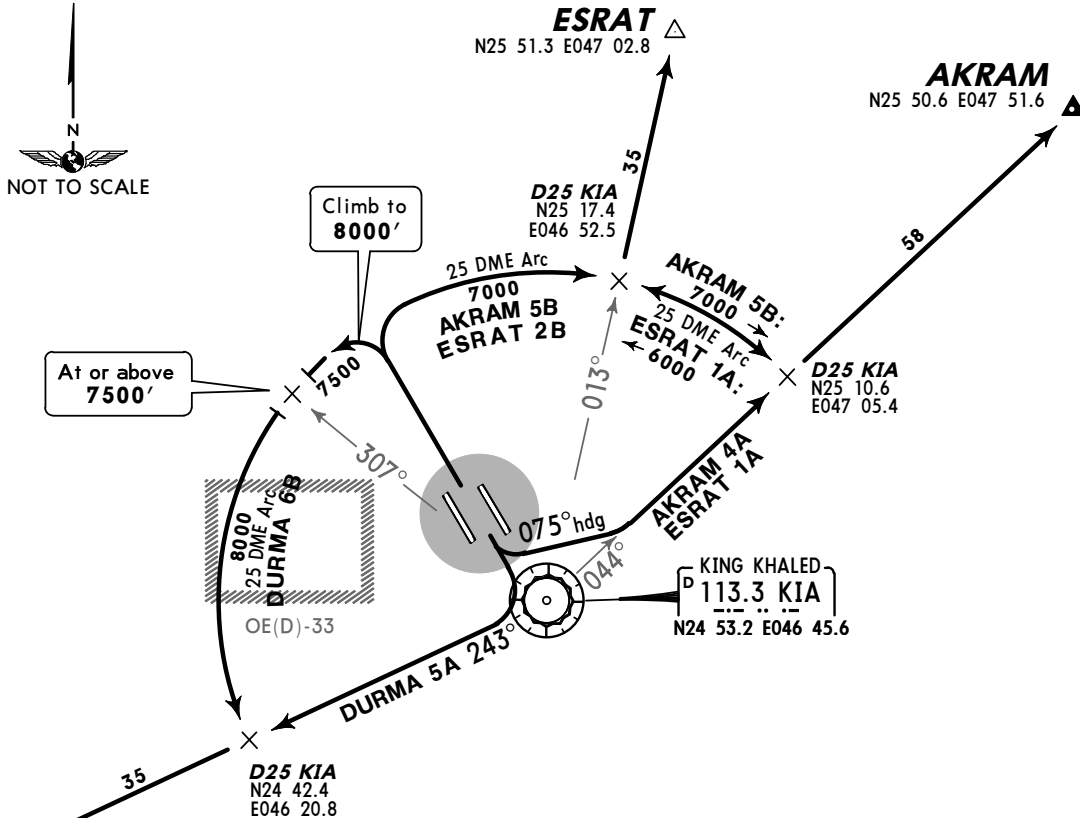 ESRAT
N25 51.3 E047 02.8
AKRAM
N25 50.6 E047 51.6
N
NOT TO SCALE
35
D25 KIA
N25 17.4
E046 52.5
58
Climb to
8000′
25 DME Arc
7000
AKRAM 5B
ESRAT 2B
AKRAM 5B:
7000
25 DME Arc
ESRAT 1A:
6000
7500
At or above
7500′
D25 KIA
N25 10.6
E047 05.4
013°
307°
AKRAM 4A
ESRAT 1A
8000
25 DME Arc
DURMA 6B
075° hdg
044°
KING KHALED
D 113.3 KIA
N24 53.2 E046 45.6
OE(D)-33
DURMA 5A 243°
35
D25 KIA
N24 42.4
E046 20.8